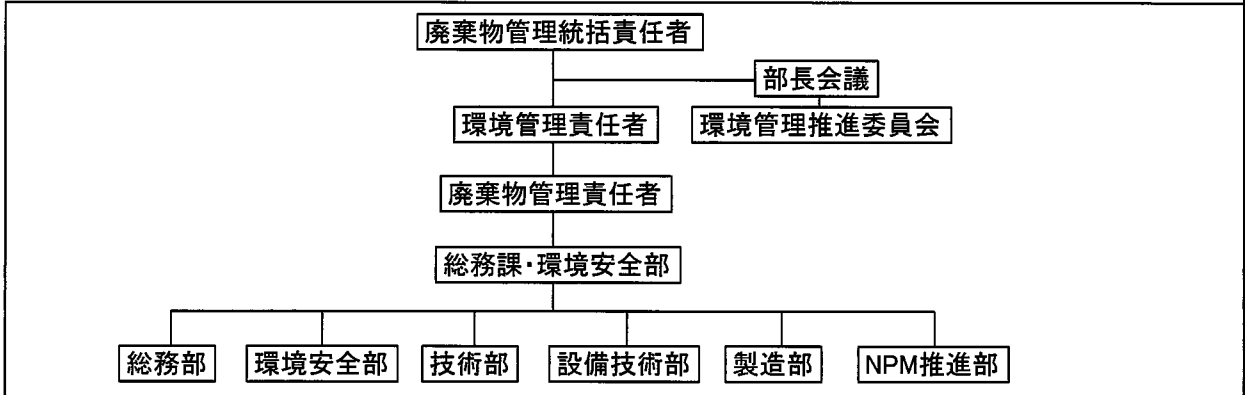 廃棄物管理統括責任者
部長会議
環境管理責任者
環境管理推進委員会
廃棄物管理責任者
総務課・環境安全部
総務部
環境安全部
技術部
設備技術部
製造部
NPM推進部